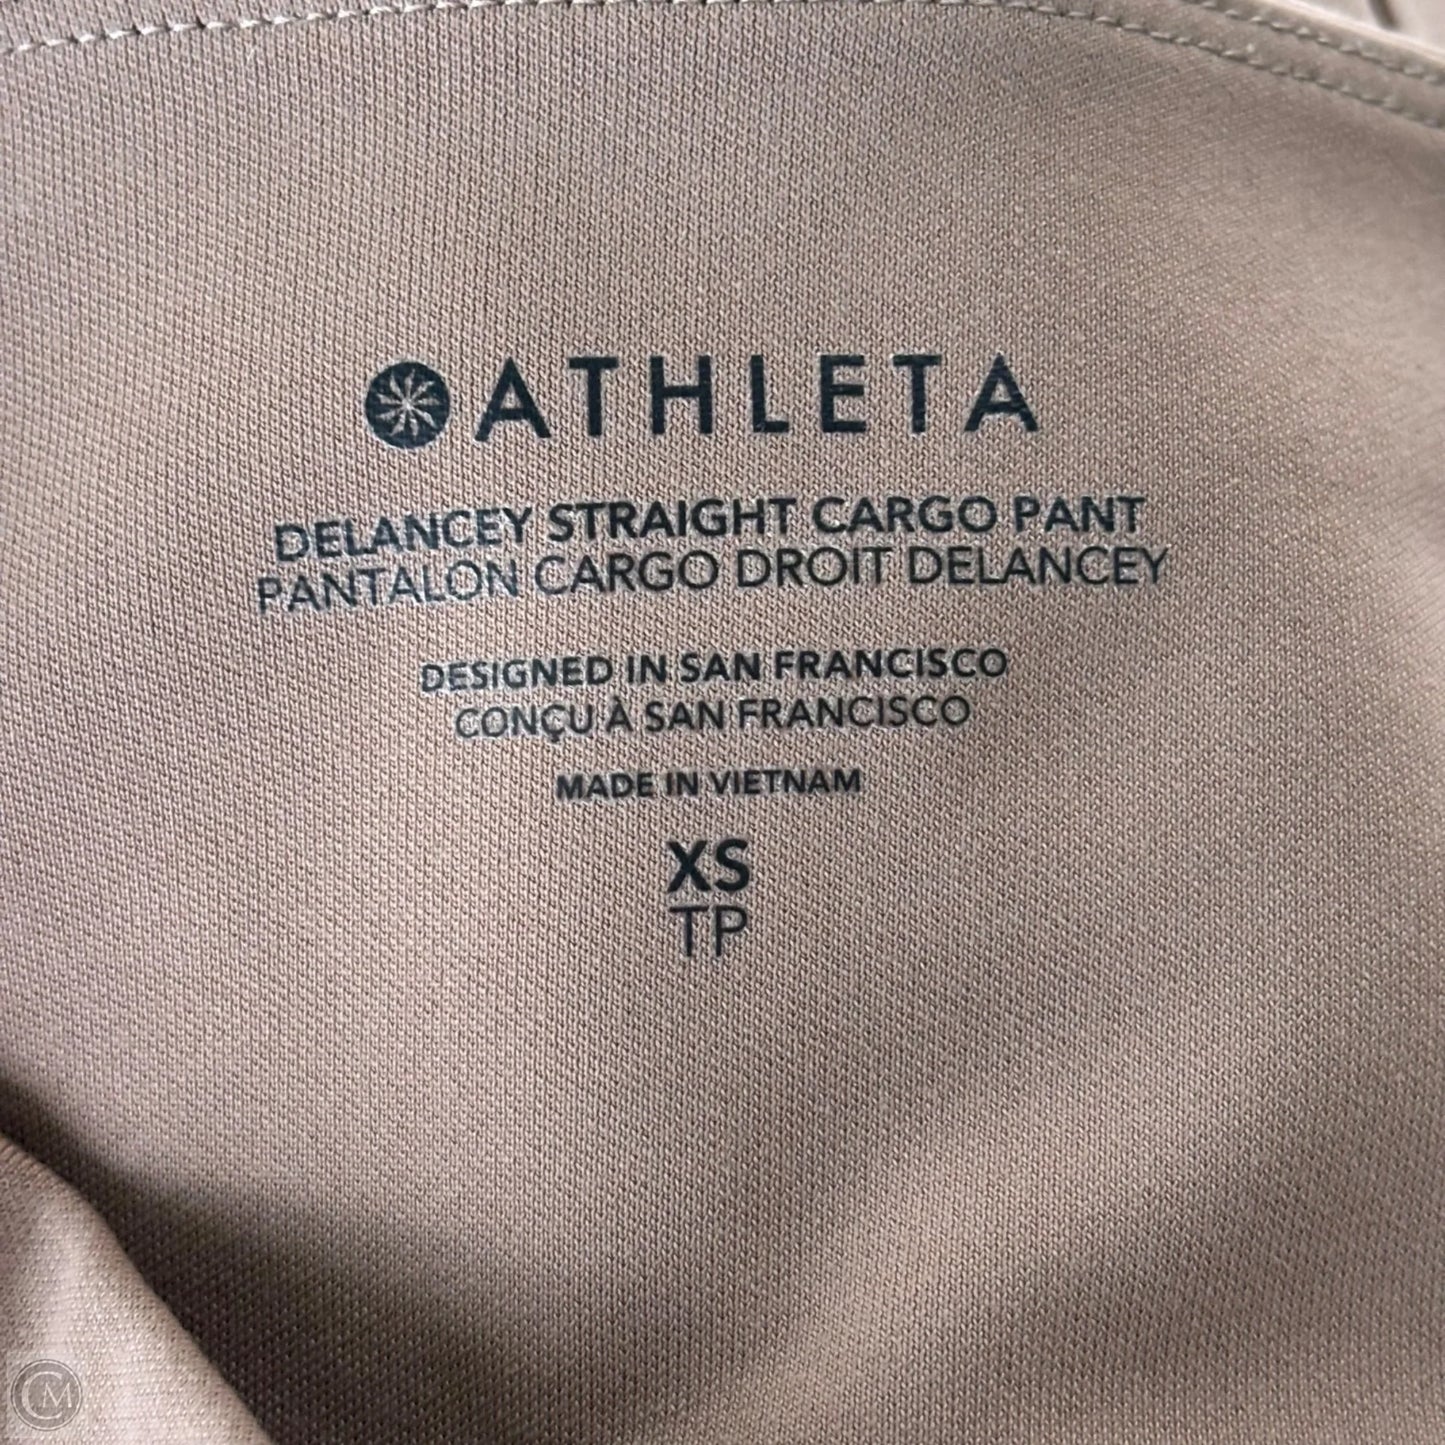 ATHLETA
DELANCEY STRAIGHT CARGO PANT
PANTALON CARGO DROIT DELANCEY
DESIGNED IN SAN FRANCISCO
CONÇU À SAN FRANCISCO
MADE IN VIETNAM
XS
TP
CM